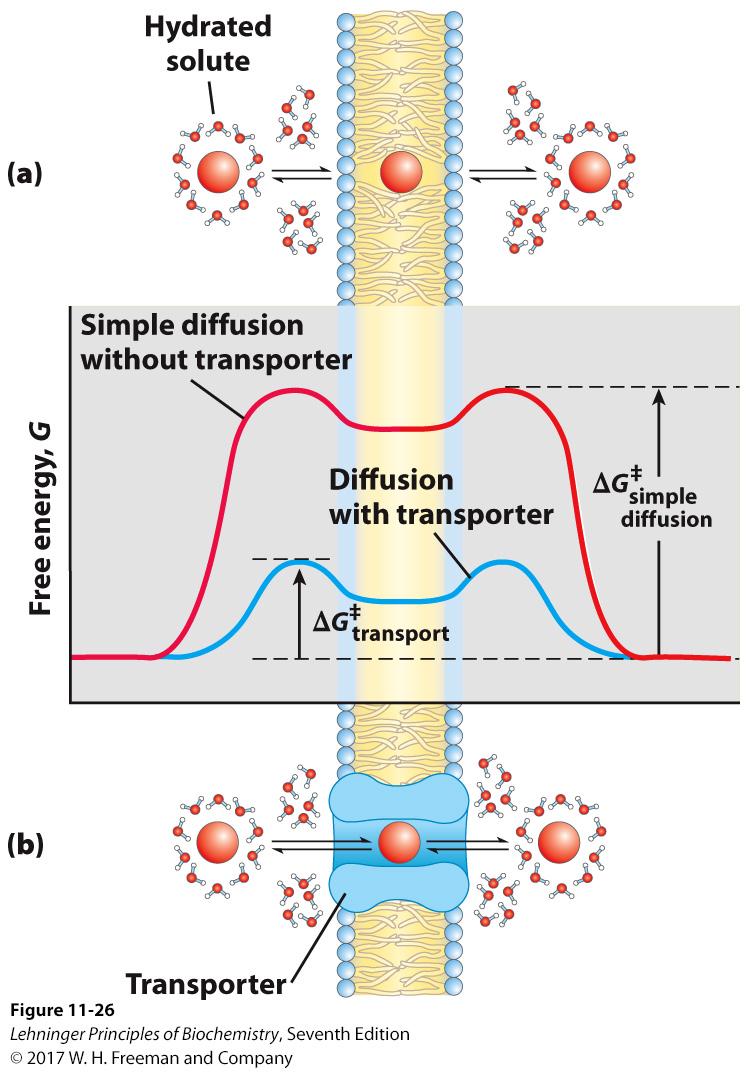 Hydrated
solute
(a)
Simple diffusion
without transporter
Free energy, G
Diffusion
with transporter
ΔG‡simple
diffusion
ΔG‡transport
(b)
Transporter
Figure 11-26
Lehninger Principles of Biochemistry, Seventh Edition
© 2017 W. H. Freeman and Company